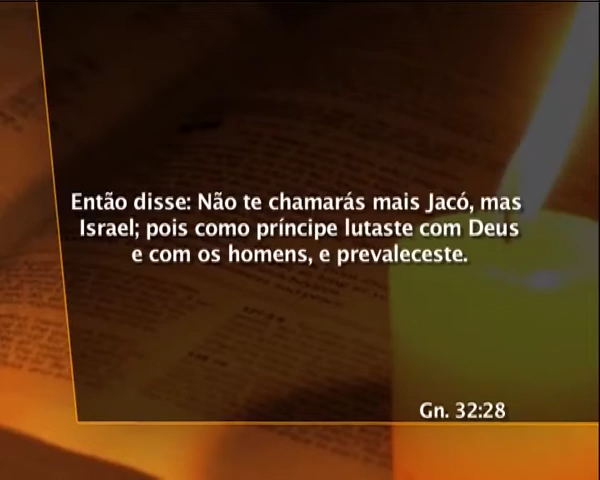 Então disse: Não te chamarás mais Jacó, mas
Israel; pois como príncipe lutaste com Deus
e com os homens, e prevaleceste.
Gn. 32:28